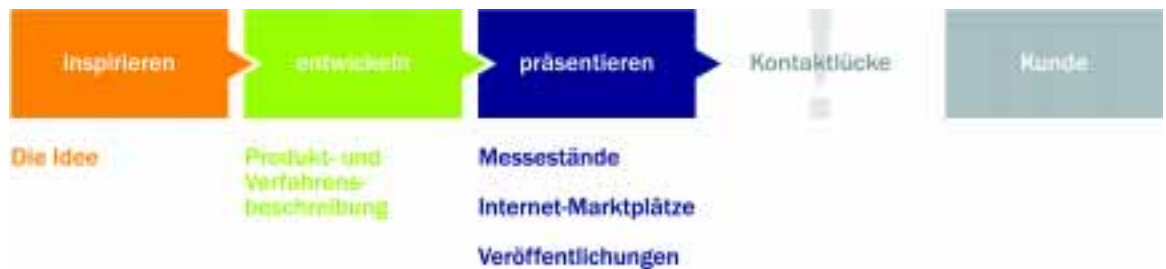 Inspirieren
entwickeln
präsentieren
Kontaktlücke
!
Kunde
Die Idee
Produkt- und
Verfahrens-
beschreibung
Messestände
Internet-Marktplätze
Veröffentlichungen